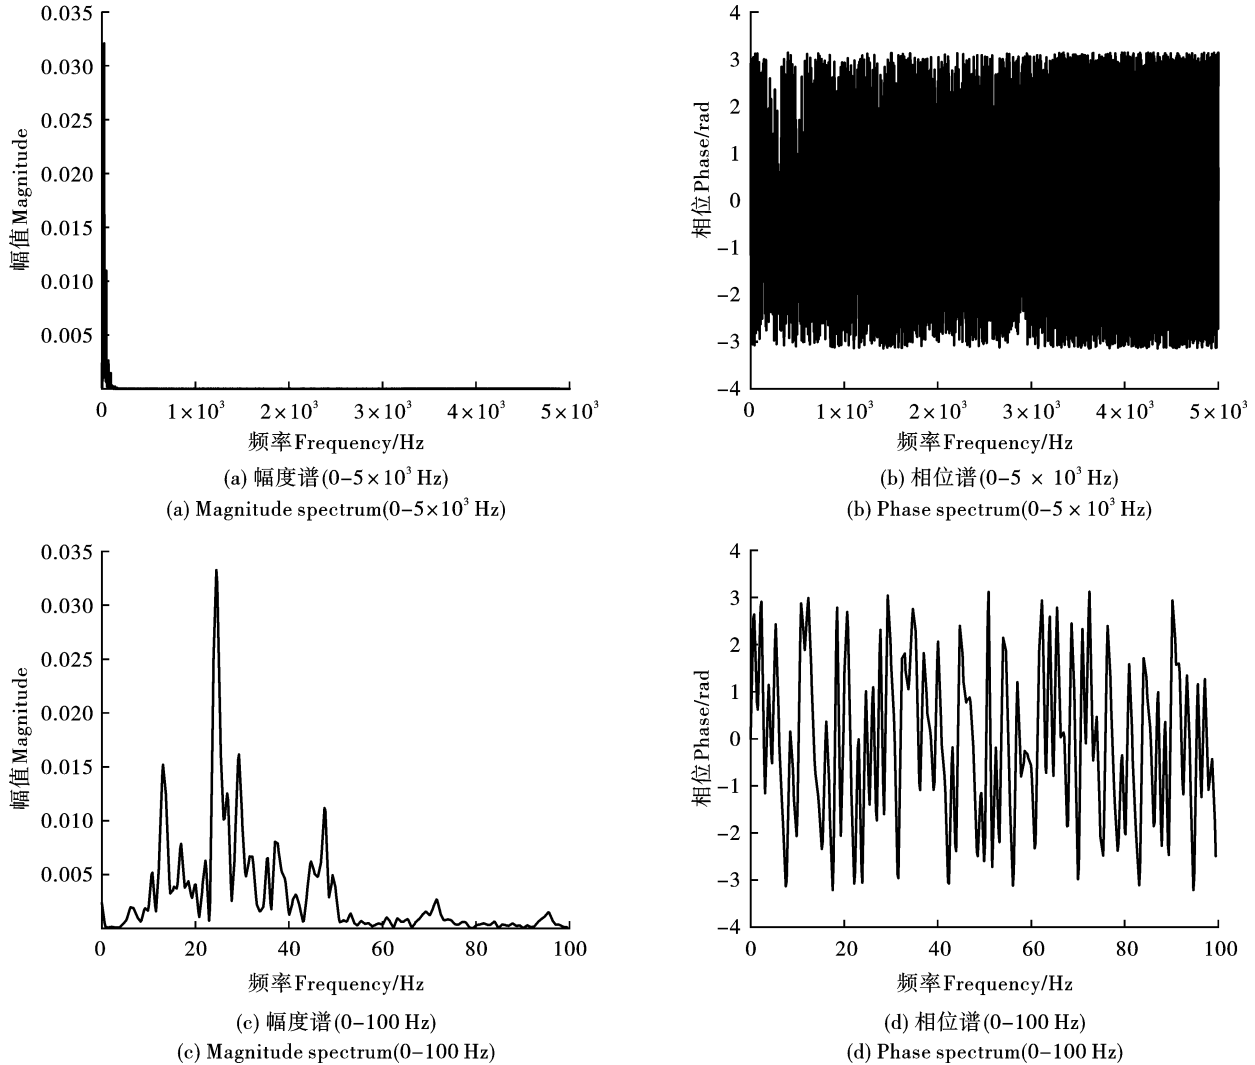 0.035
0.030
0.025
0.020
0.015
0.010
0.005
幅值Magnitude
0 1×10³ 2×10³ 3×10³ 4×10³ 5×10³
频率Frequency/Hz
(a) 幅度谱(0–5×10³ Hz)
(a) Magnitude spectrum(0–5×10³ Hz)
4
3
2
1
0
–1
–2
–3
–4
相位Phase/rad
0 1×10³ 2×10³ 3×10³ 4×10³ 5×10³
频率Frequency/Hz
(b) 相位谱(0–5 × 10³ Hz)
(b) Phase spectrum(0–5 × 10³ Hz)
0.035
0.030
0.025
0.020
0.015
0.010
0.005
幅值Magnitude
0 20 40 60 80 100
频率Frequency/Hz
(c) 幅度谱(0–100 Hz)
(c) Magnitude spectrum(0–100 Hz)
4
3
2
1
0
–1
–2
–3
–4
相位Phase/rad
0 20 40 60 80 100
频率Frequency/Hz
(d) 相位谱(0–100 Hz)
(d) Phase spectrum(0–100 Hz)